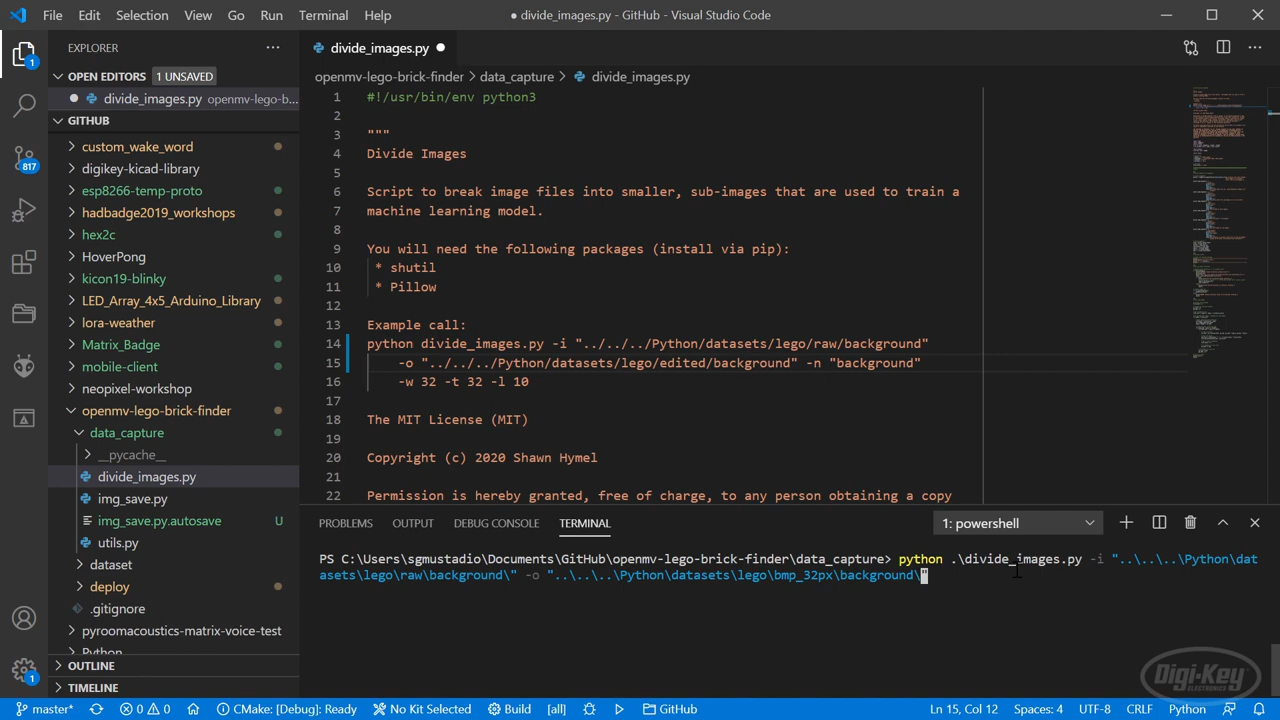 File Edit Selection View Go Run Terminal Help
● divide_images.py - GitHub - Visual Studio Code
EXPLORER
OPEN EDITORS 1 UNSAVED
divide_images.py openmv-lego-b...
GITHUB
custom_wake_word
digikey-kicad-library
esp8266-temp-proto
hadbadge2019_workshops
hex2c
HoverPong
kicon19-blinky
LED_Array_4x5_Arduino_Library
lora-weather
Matrix_Badge
mobile-client
neopixel-workshop
openmv-lego-brick-finder
data_capture
__pycache__
divide_images.py
img_save.py
img_save.py.autosave U
utils.py
dataset
deploy
.gitignore
pyroomacoustics-matrix-voice-test
Python
OUTLINE
TIMELINE
1
817
1
divide_images.py
openmv-lego-brick-finder > data_capture > divide_images.py
1 #!/usr/bin/env python3
2
3 """
4 Divide Images
5
6 Script to break image files into smaller, sub-images that are used to train a
7 machine learning model.
8
9 You will need the following packages (install via pip):
10 * shutil
11 * Pillow
12
13 Example call:
14 python divide_images.py -i "../../../Python/datasets/lego/raw/background"
15 -o "../../../Python/datasets/lego/edited/background" -n "background"
16 -w 32 -t 32 -l 10
17
18 The MIT License (MIT)
19
20 Copyright (c) 2020 Shawn Hymel
21
22 Permission is hereby granted, free of charge, to any person obtaining a copy
PROBLEMS OUTPUT DEBUG CONSOLE TERMINAL 1: powershell
PS C:\Users\sgmustadio\Documents\GitHub\openmv-lego-brick-finder\data_capture> python .\divide_images.py -i "..\..\..\Python\dat
asets\lego\raw\background\" -o "..\..\..\Python\datasets\lego\bmp_32px\background\"
Digi-Key
ELECTRONICS
master* 0 0 CMake: [Debug]: Ready No Kit Selected Build [all] GitHub Ln 15, Col 12 Spaces: 4 UTF-8 CRLF Python